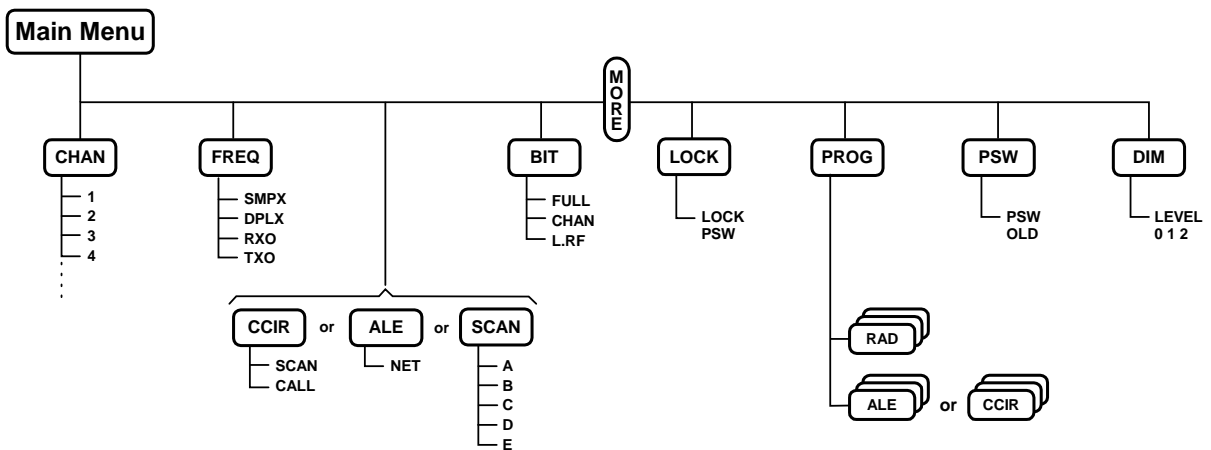 Main Menu
MORE
CHAN
FREQ
BIT
LOCK
PROG
PSW
DIM
1
2
3
4
SMPX
DPLX
RXO
TXO
FULL
CHAN
L.RF
LOCK
PSW
PSW
OLD
LEVEL
0 1 2
CCIR or ALE or SCAN
SCAN
CALL
NET
A
B
C
D
E
RAD
ALE or CCIR